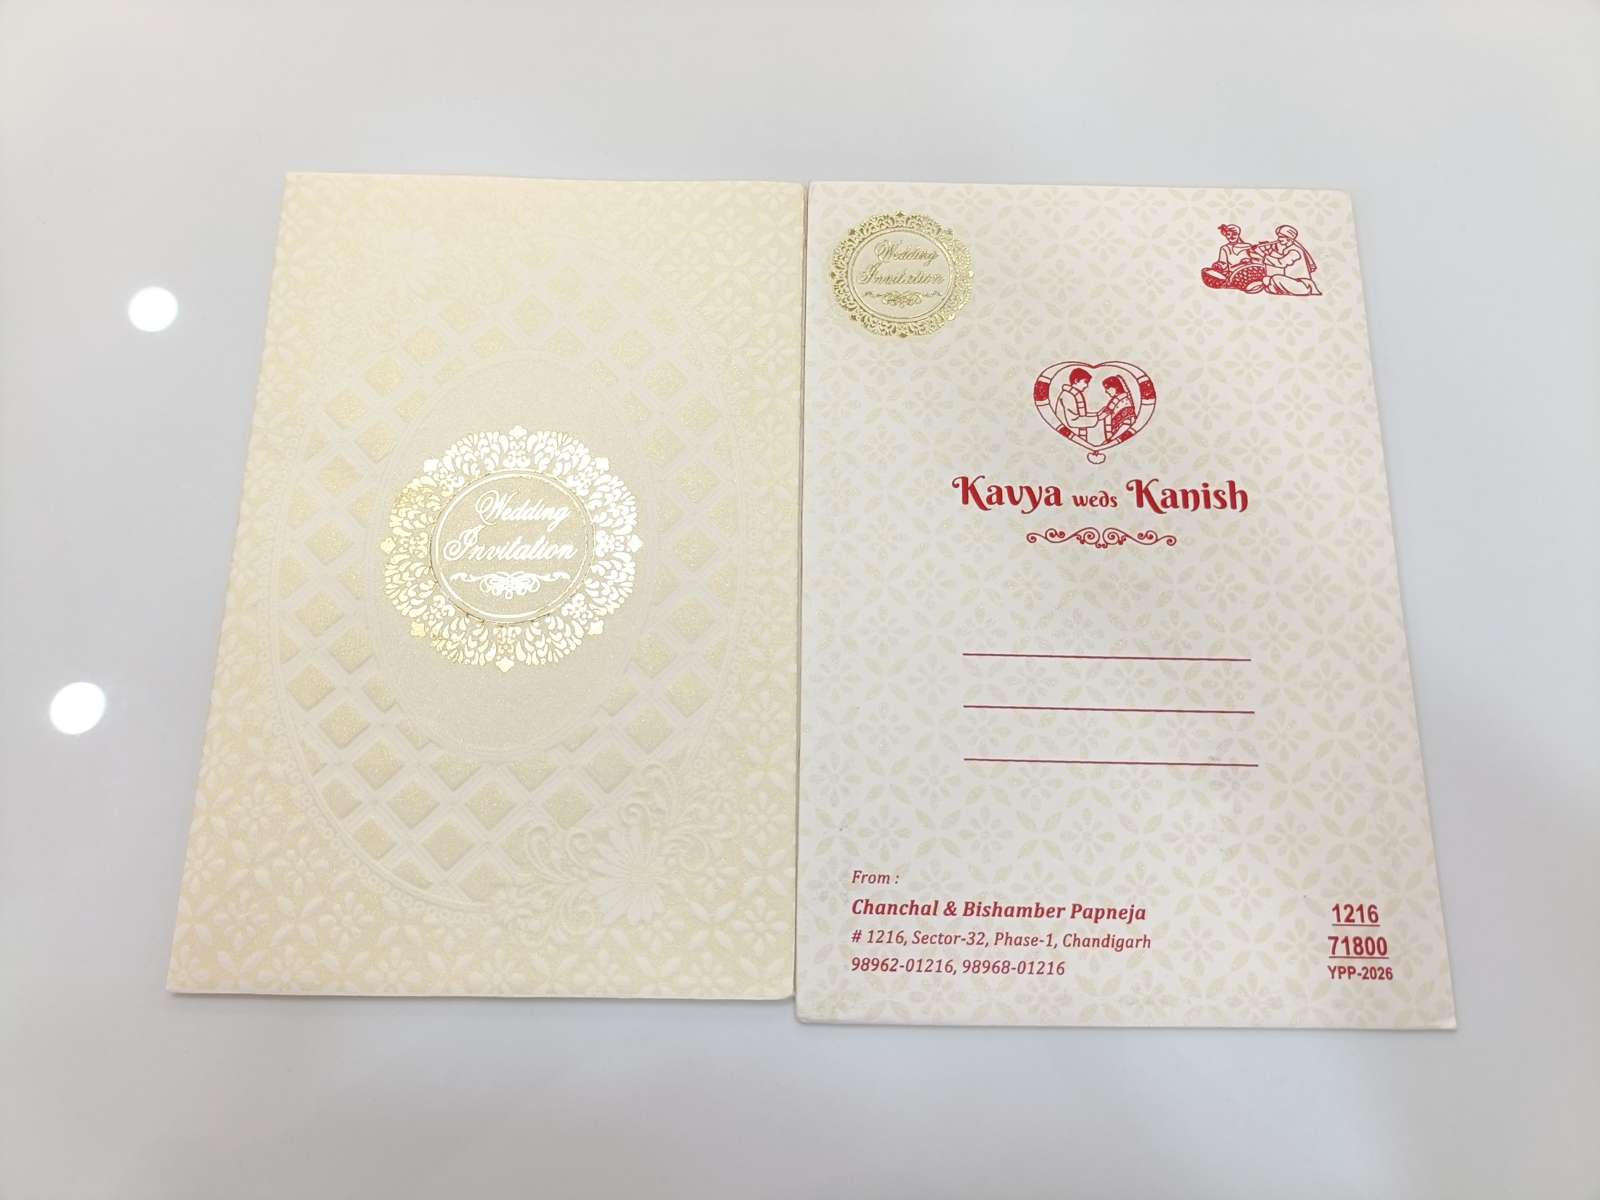 Wedding
Invitation
Wedding
Invitation
Kavya weds Kanish
From :
Chanchal & Bishamber Papneja
# 1216, Sector-32, Phase-1, Chandigarh
98962-01216, 98968-01216
1216
71800
YPP-2026